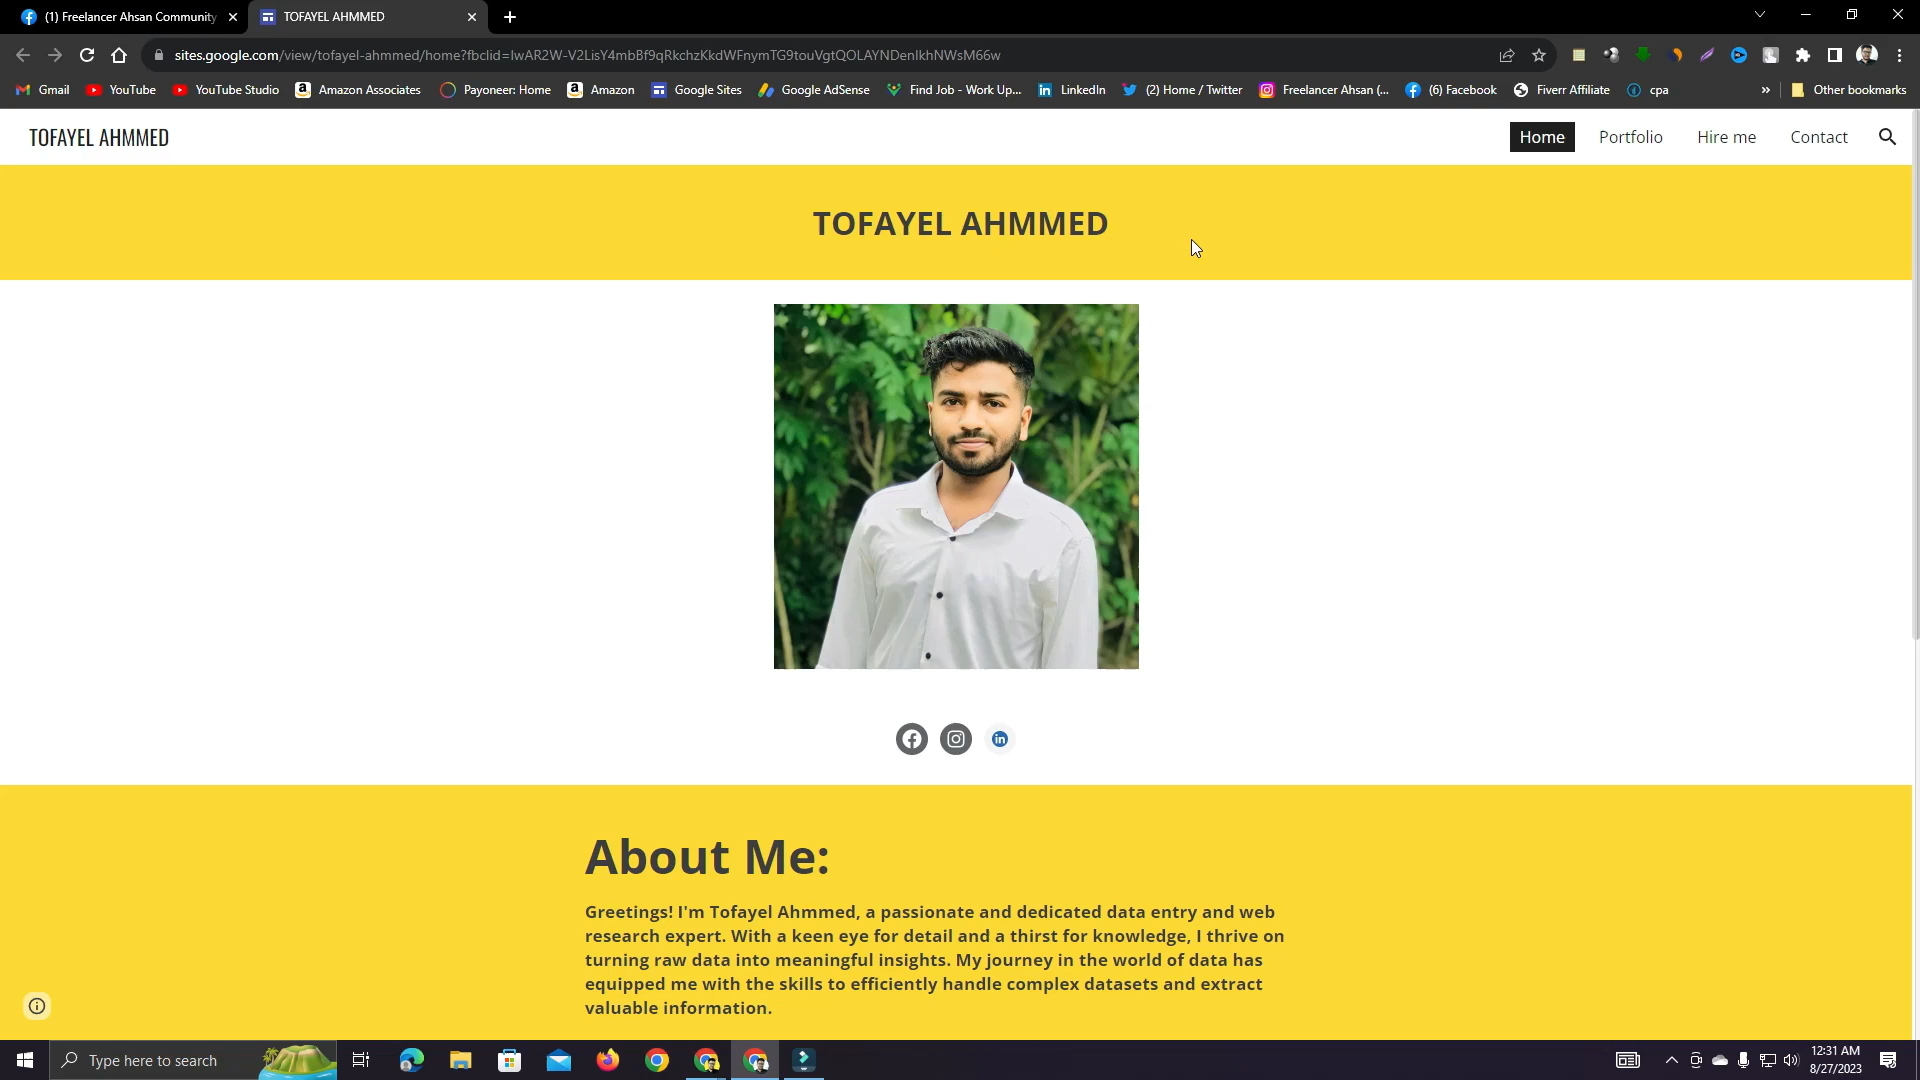 (1) Freelancer Ahsan Community
TOFAYEL AHMMED
sites.google.com/view/tofayel-ahmmed/home?fbclid=IwAR2W-V2LisY4mbBf9qRkchzKkdWFnymTG9touVgtQOLAYNDenIkhNWsM66w
Gmail YouTube YouTube Studio Amazon Associates Payoneer: Home Amazon Google Sites Google AdSense Find Job - Work Up... LinkedIn (2) Home / Twitter Freelancer Ahsan (... (6) Facebook Fiverr Affiliate cpa » Other bookmarks
TOFAYEL AHMMED
Home Portfolio Hire me Contact
TOFAYEL AHMMED
About Me:
Greetings! I'm Tofayel Ahmmed, a passionate and dedicated data entry and web
research expert. With a keen eye for detail and a thirst for knowledge, I thrive on
turning raw data into meaningful insights. My journey in the world of data has
equipped me with the skills to efficiently handle complex datasets and extract
valuable information.
Type here to search
12:31 AM
8/27/2023